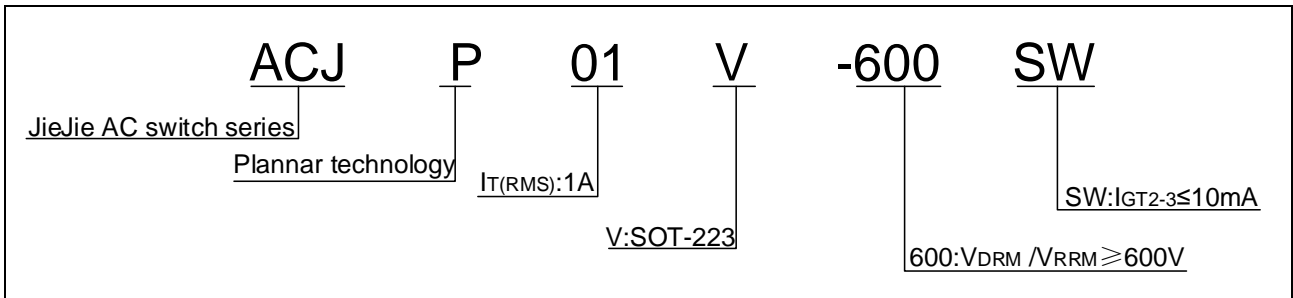 ACJ P 01 V -600 SW
JieJie AC switch series
Plannar technology
IT(RMS):1A
SW:IGT2-3≤10mA
V:SOT-223
600:VDRM /VRRM≥600V